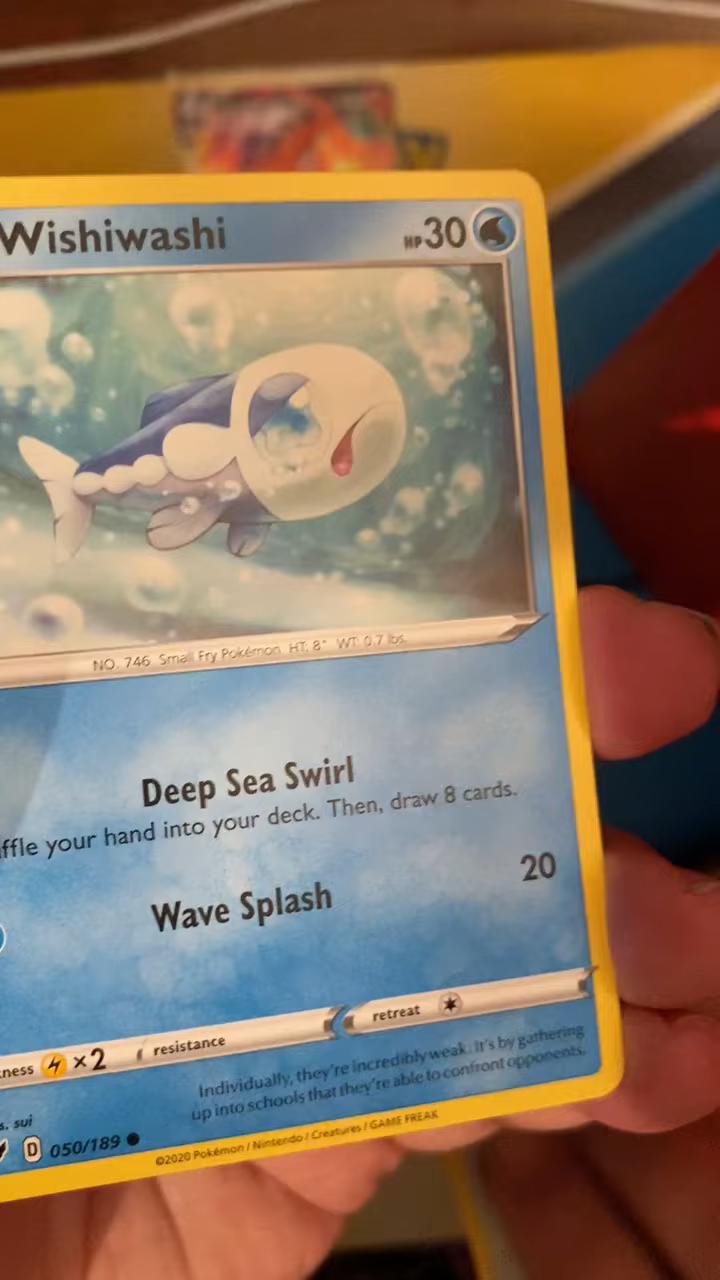 Wishiwashi HP30
NO. 746 Small Fry Pokémon HT: 8" WT: 0.7 lbs.
Deep Sea Swirl
ffle your hand into your deck. Then, draw 8 cards.
Wave Splash 20
ness ×2 resistance retreat
Individually, they're incredibly weak. It's by gathering
up into schools that they're able to confront opponents.
s. sui
D 050/189
©2020 Pokémon / Nintendo / Creatures / GAME FREAK